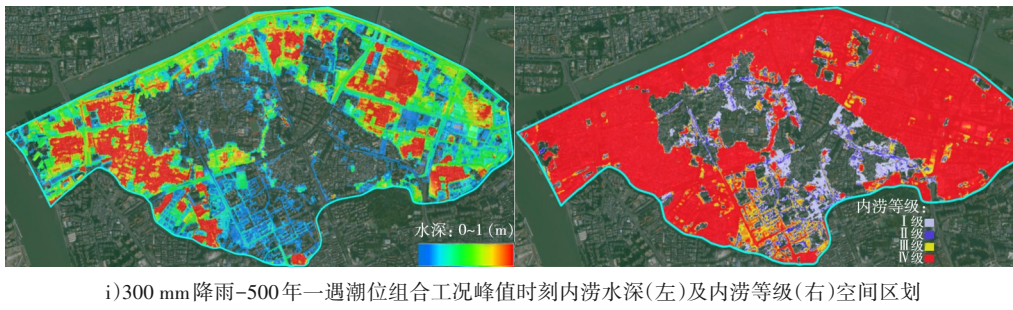 水深：0~1 (m)
内涝等级：
Ⅰ级
Ⅱ级
Ⅲ级
Ⅳ级
i)300 mm降雨-500年一遇潮位组合工况峰值时刻内涝水深(左)及内涝等级(右)空间区划